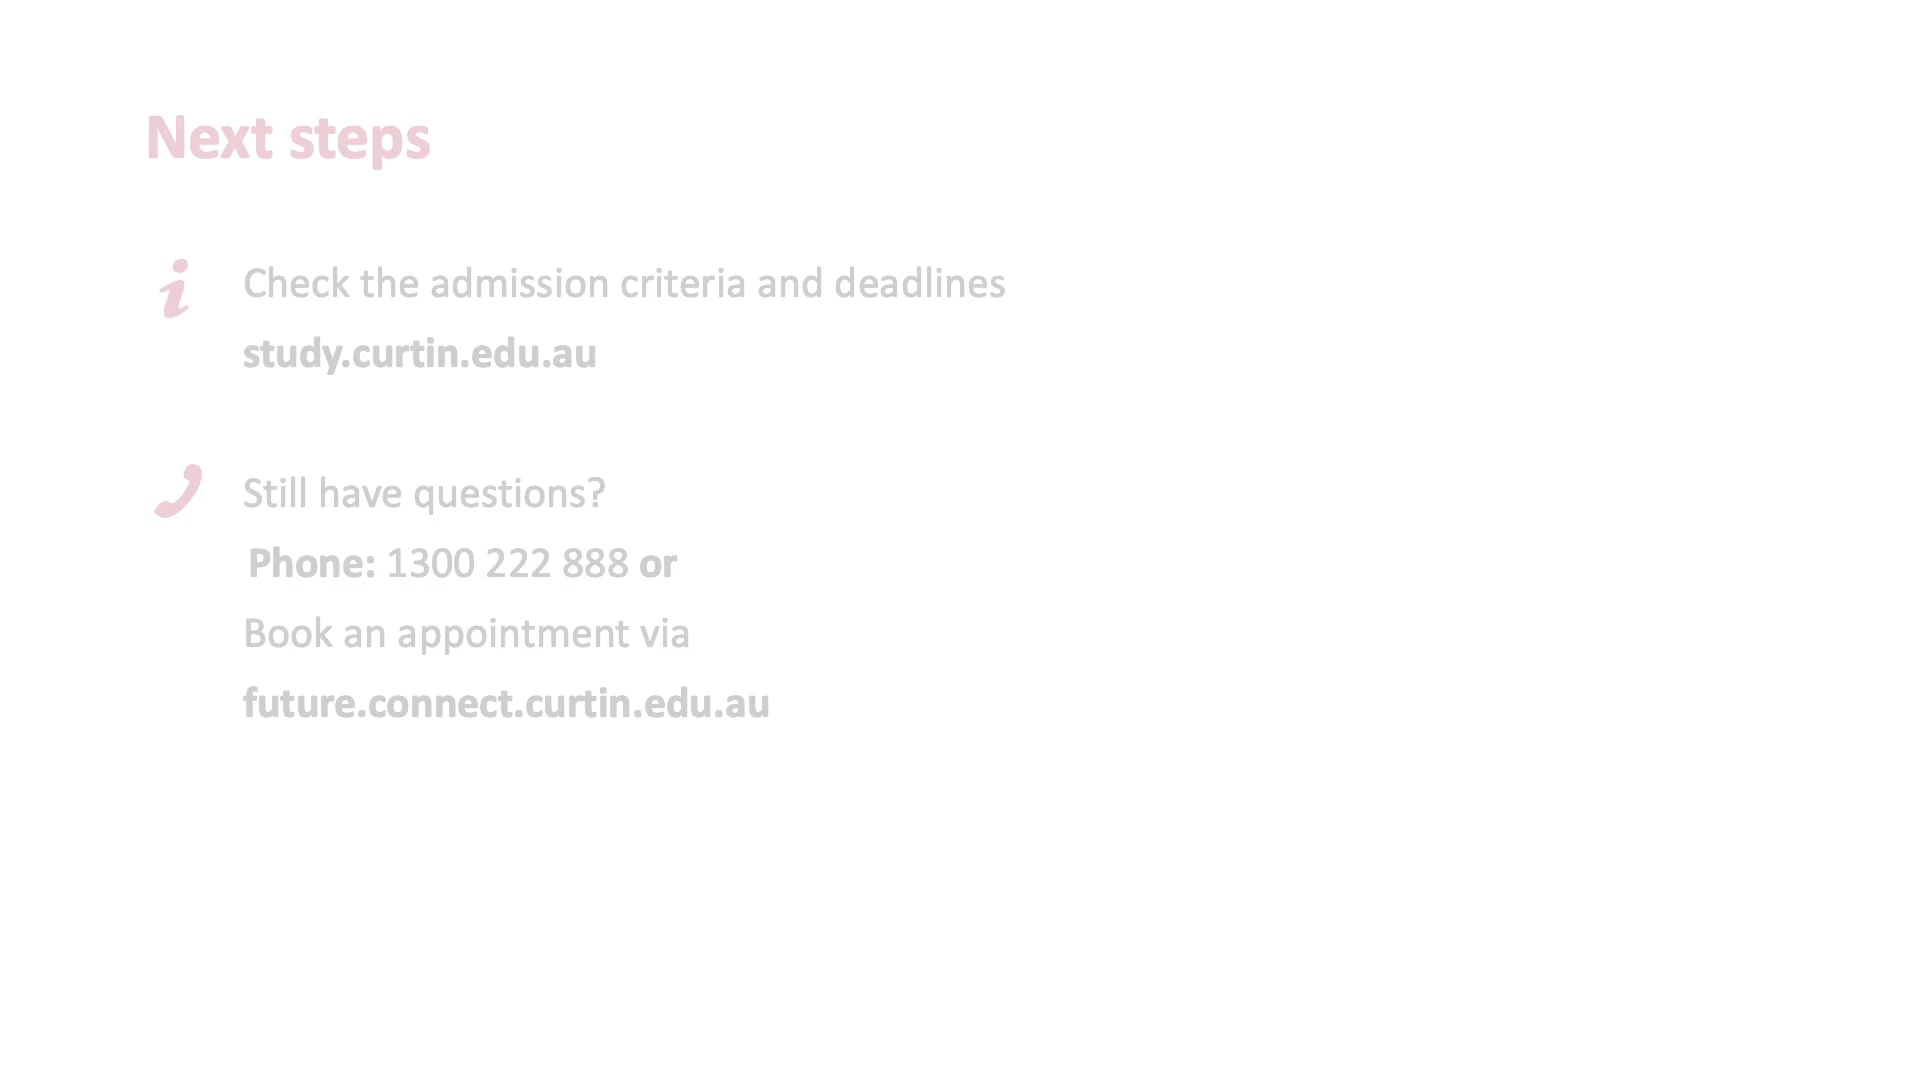 Next steps
Check the admission criteria and deadlines
study.curtin.edu.au
Still have questions?
Phone: 1300 222 888 or
Book an appointment via
future.connect.curtin.edu.au